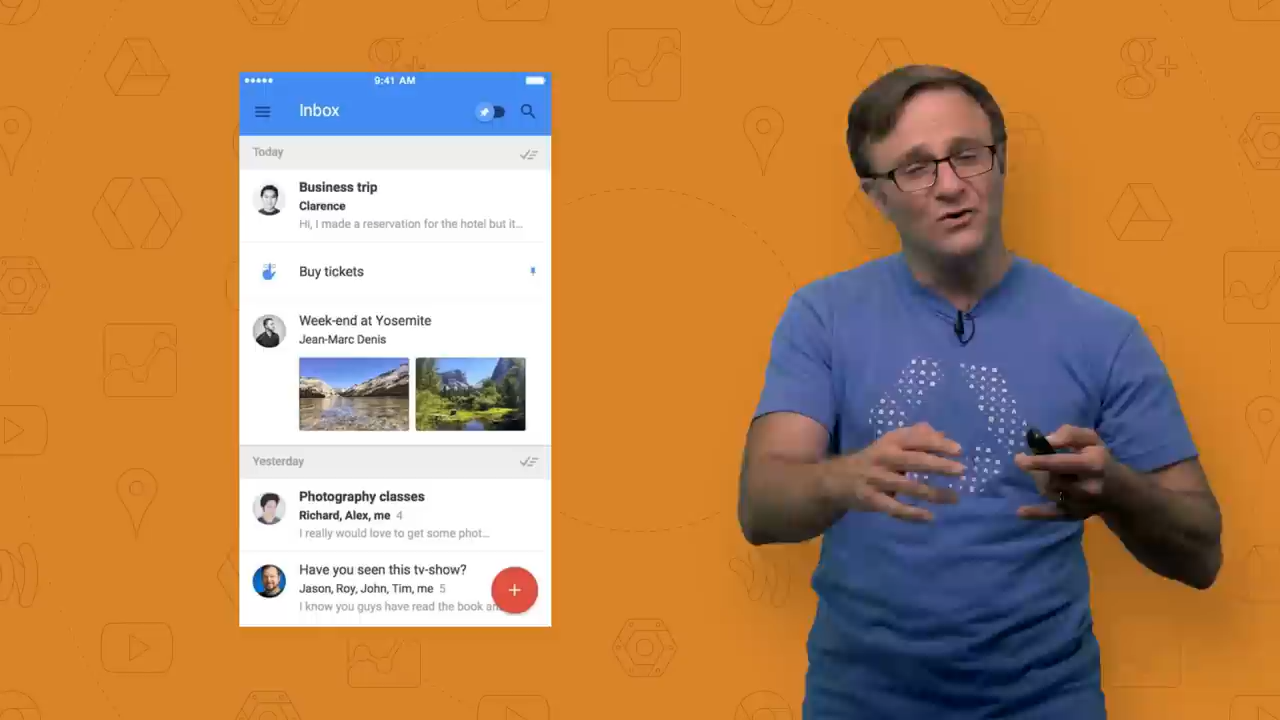 9:41 AM
Inbox
Today
Business trip
Clarence
Hi, I made a reservation for the hotel but it…
Buy tickets
Week-end at Yosemite
Jean-Marc Denis
Yesterday
Photography classes
Richard, Alex, me 4
I really would love to get some phot…
Have you seen this tv-show?
Jason, Roy, John, Tim, me 5
I know you guys have read the book an